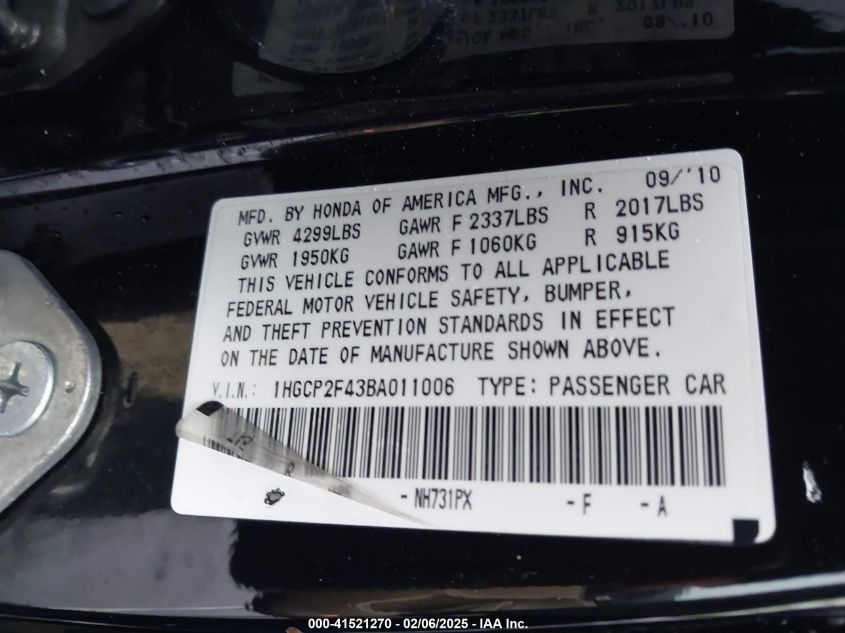 MFD. BY HONDA OF AMERICA MFG., INC. 09/'10
GVWR 4299LBS GAWR F 2337LBS R 2017LBS
GVWR 1950KG GAWR F 1060KG R 915KG
THIS VEHICLE CONFORMS TO ALL APPLICABLE
FEDERAL MOTOR VEHICLE SAFETY, BUMPER,
AND THEFT PREVENTION STANDARDS IN EFFECT
ON THE DATE OF MANUFACTURE SHOWN ABOVE.
V.I.N.: 1HGCP2F43BA011006 TYPE: PASSENGER CAR
- NH731PX - F - A
000-41521270 - 02/06/2025 - IAA Inc.